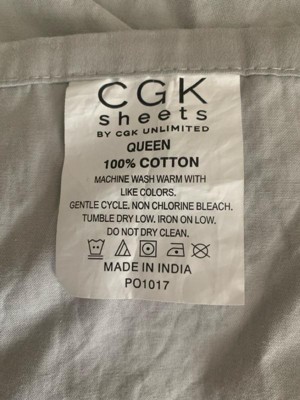 CGK
sheets
BY CGK UNLIMITED
QUEEN
100% COTTON
MACHINE WASH WARM WITH
LIKE COLORS.
GENTLE CYCLE, NON CHLORINE BLEACH.
TUMBLE DRY LOW. IRON ON LOW.
DO NOT DRY CLEAN.
MADE IN INDIA
PO1017